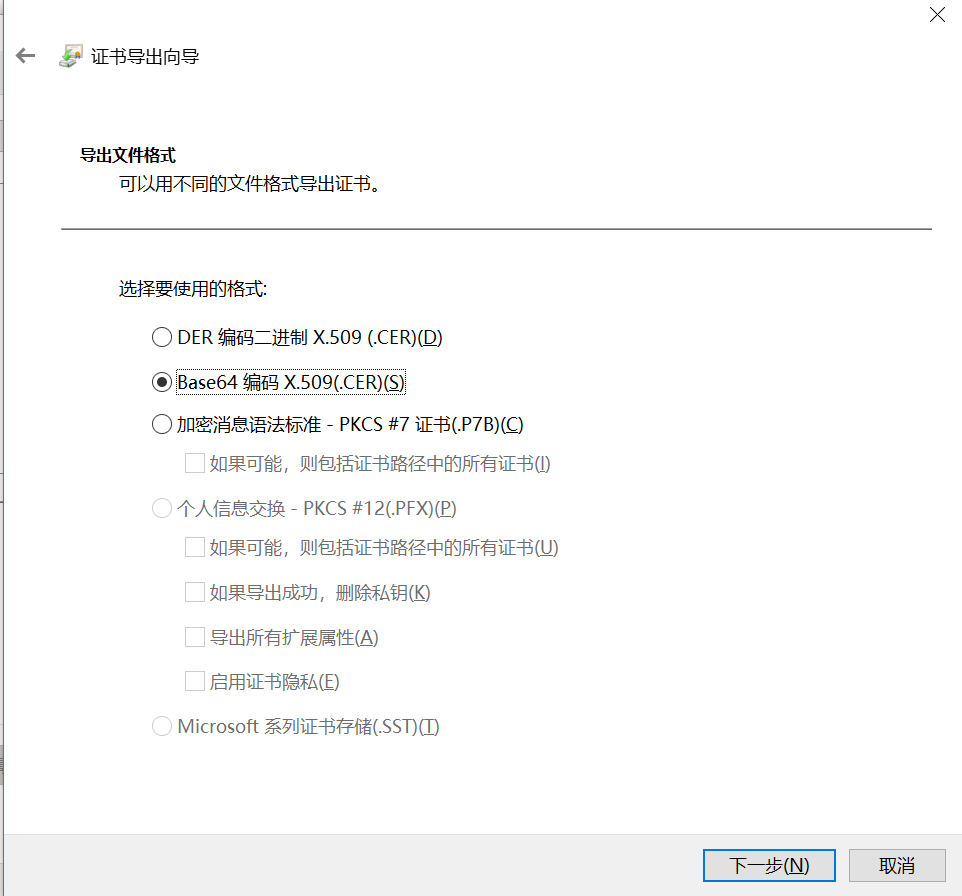 证书导出向导
导出文件格式
可以用不同的文件格式导出证书。
选择要使用的格式:
DER 编码二进制 X.509 (.CER)(D)
Base64 编码 X.509(.CER)(S)
加密消息语法标准 - PKCS #7 证书(.P7B)(C)
如果可能，则包括证书路径中的所有证书(I)
个人信息交换 - PKCS #12(.PFX)(P)
如果可能，则包括证书路径中的所有证书(U)
如果导出成功，删除私钥(K)
导出所有扩展属性(A)
启用证书隐私(E)
Microsoft 系列证书存储(.SST)(T)
下一步(N)
取消